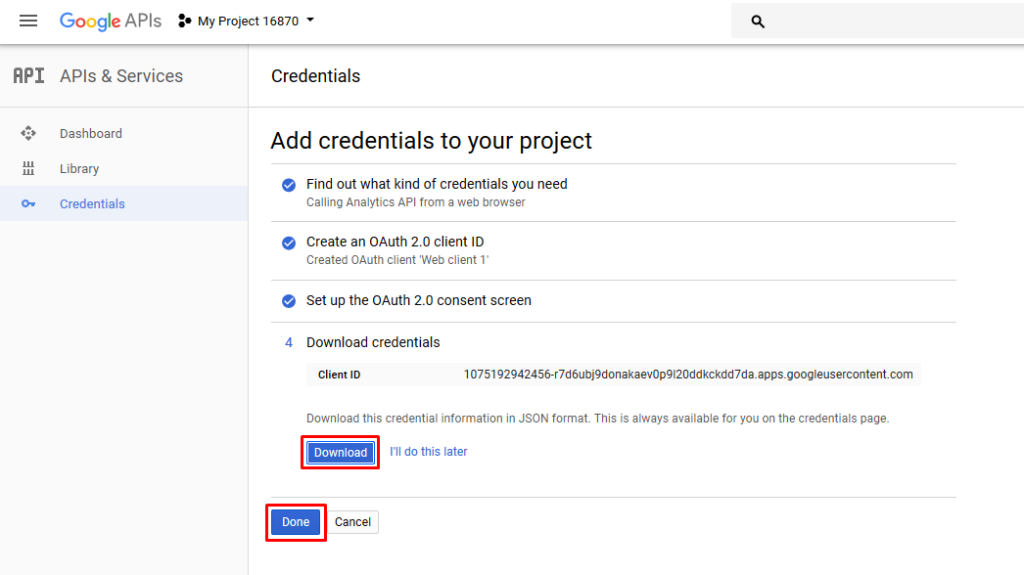 Google APIs My Project 16870
API APIs & Services
Credentials
Dashboard
Library
Credentials
Add credentials to your project
Find out what kind of credentials you need
Calling Analytics API from a web browser
Create an OAuth 2.0 client ID
Created OAuth client 'Web client 1'
Set up the OAuth 2.0 consent screen
4 Download credentials
Client ID 1075192942456-r7d6ubj9donakaev0p9l20ddkckdd7da.apps.googleusercontent.com
Download this credential information in JSON format. This is always available for you on the credentials page.
Download I'll do this later
Done Cancel